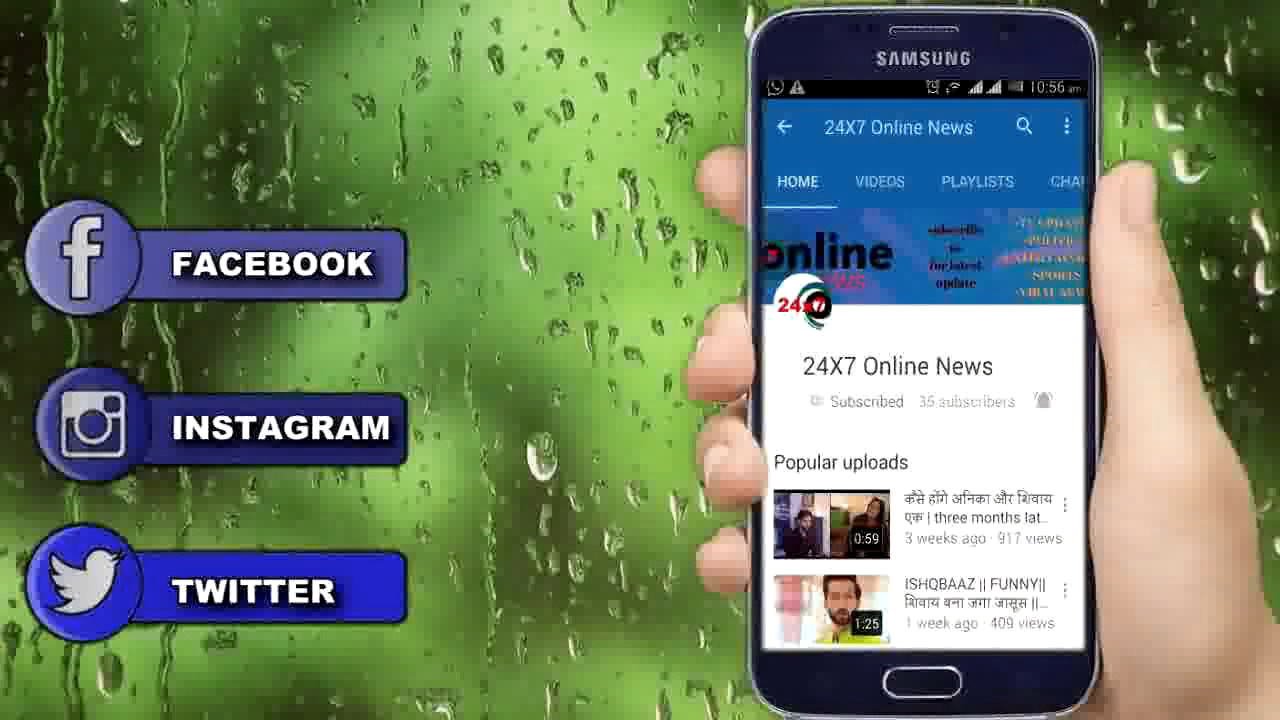 FACEBOOK
INSTAGRAM
TWITTER
SAMSUNG
10:56 am
24X7 Online News
HOME VIDEOS PLAYLISTS CHA
online
subscribe
to
for latest
update
SPORTS
24x7
24X7 Online News
Subscribed 35 subscribers
Popular uploads
0:59
कैसे होंगे अनिका और शिवाय
एक | three months lat..
3 weeks ago · 917 views
1:25
ISHQBAAZ || FUNNY||
शिवाय बना जगा जासूस ||...
1 week ago · 409 views